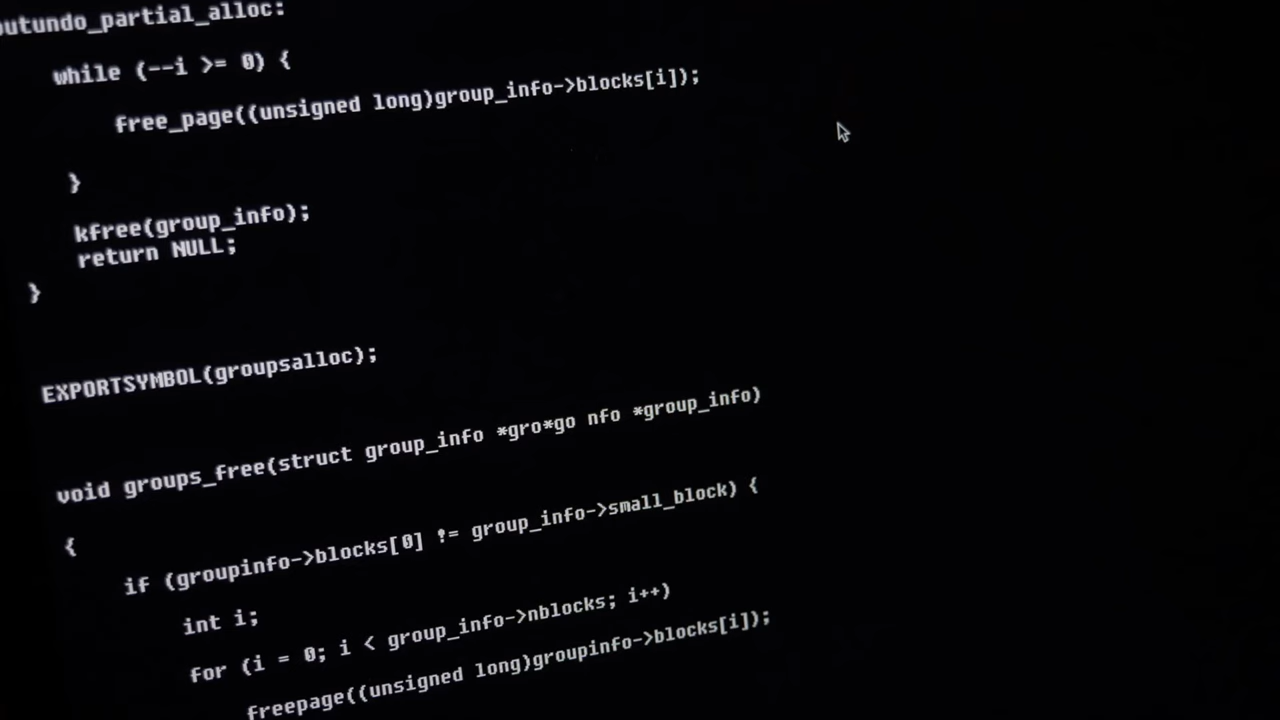 outundo_partial_alloc:
while (--i >= 0) {
free_page((unsigned long)group_info->blocks[i]);
}
kfree(group_info);
return NULL;
}
EXPORTSYMBOL(groupsalloc);
void groups_free(struct group_info *gro*go nfo *group_info)
{
if (groupinfo->blocks[0] != group_info->small_block) {
int i;
for (i = 0; i < group_info->nblocks; i++)
freepage((unsigned long)groupinfo->blocks[i]);